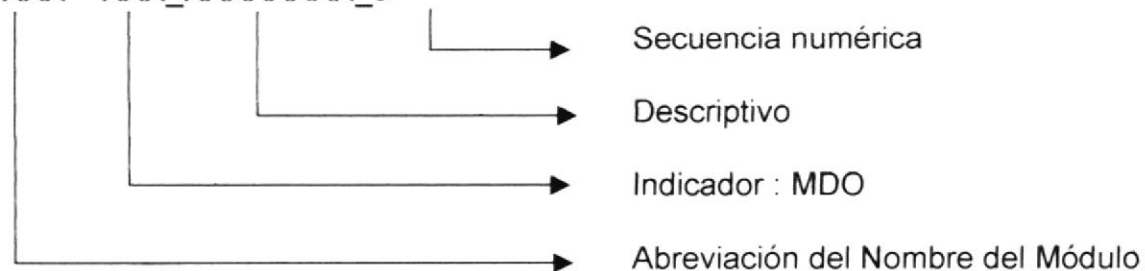 Secuencia numérica
Descriptivo
Indicador : MDO
Abreviación del Nombre del Módulo